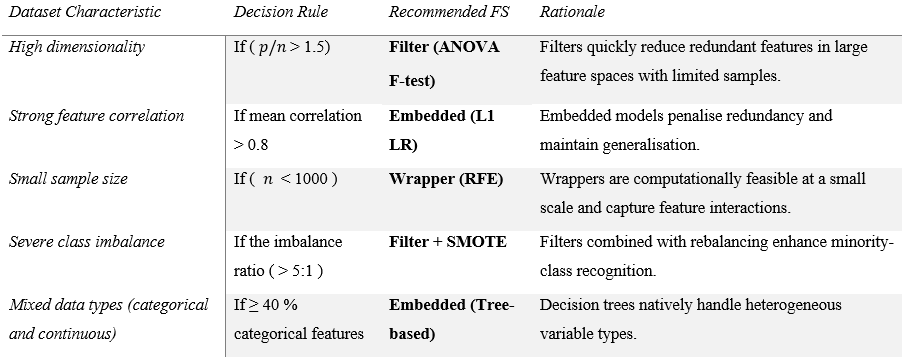 Dataset Characteristic Decision Rule Recommended FS Rationale
High dimensionality If ( p/n > 1.5) Filter (ANOVA Filters quickly reduce redundant features in large
F-test) feature spaces with limited samples.
Strong feature correlation If mean correlation Embedded (L1 Embedded models penalise redundancy and
> 0.8 LR) maintain generalisation.
Small sample size If ( n < 1000 ) Wrapper (RFE) Wrappers are computationally feasible at a small
scale and capture feature interactions.
Severe class imbalance If the imbalance Filter + SMOTE Filters combined with rebalancing enhance minority-
ratio ( > 5:1 ) class recognition.
Mixed data types (categorical If ≥ 40 % Embedded (Tree- Decision trees natively handle heterogeneous
and continuous) categorical features based) variable types.